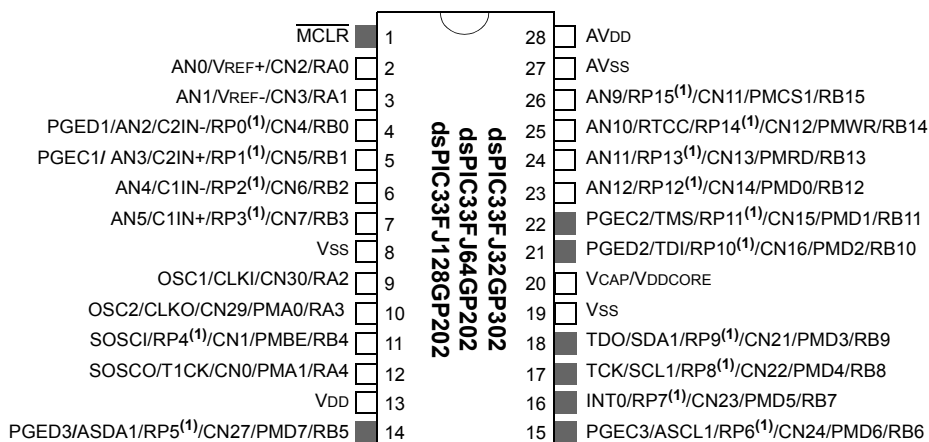 MCLR 1
AN0/VREF+/CN2/RA0 2
AN1/VREF-/CN3/RA1 3
PGED1/AN2/C2IN-/RP0(1)/CN4/RB0 4
PGEC1/ AN3/C2IN+/RP1(1)/CN5/RB1 5
AN4/C1IN-/RP2(1)/CN6/RB2 6
AN5/C1IN+/RP3(1)/CN7/RB3 7
VSS 8
OSC1/CLKI/CN30/RA2 9
OSC2/CLKO/CN29/PMA0/RA3 10
SOSCI/RP4(1)/CN1/PMBE/RB4 11
SOSCO/T1CK/CN0/PMA1/RA4 12
VDD 13
PGED3/ASDA1/RP5(1)/CN27/PMD7/RB5 14
dsPIC33FJ32GP302
dsPIC33FJ64GP202
dsPIC33FJ128GP202
28 AVDD
27 AVSS
26 AN9/RP15(1)/CN11/PMCS1/RB15
25 AN10/RTCC/RP14(1)/CN12/PMWR/RB14
24 AN11/RP13(1)/CN13/PMRD/RB13
23 AN12/RP12(1)/CN14/PMD0/RB12
22 PGEC2/TMS/RP11(1)/CN15/PMD1/RB11
21 PGED2/TDI/RP10(1)/CN16/PMD2/RB10
20 VCAP/VDDCORE
19 VSS
18 TDO/SDA1/RP9(1)/CN21/PMD3/RB9
17 TCK/SCL1/RP8(1)/CN22/PMD4/RB8
16 INT0/RP7(1)/CN23/PMD5/RB7
15 PGEC3/ASCL1/RP6(1)/CN24/PMD6/RB6